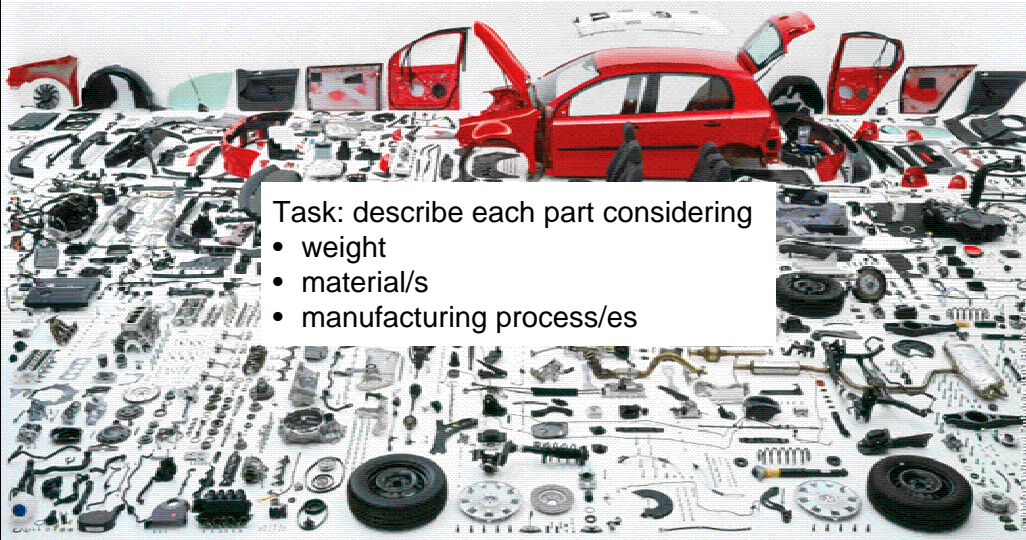 Task: describe each part considering
• weight
• material/s
• manufacturing process/es